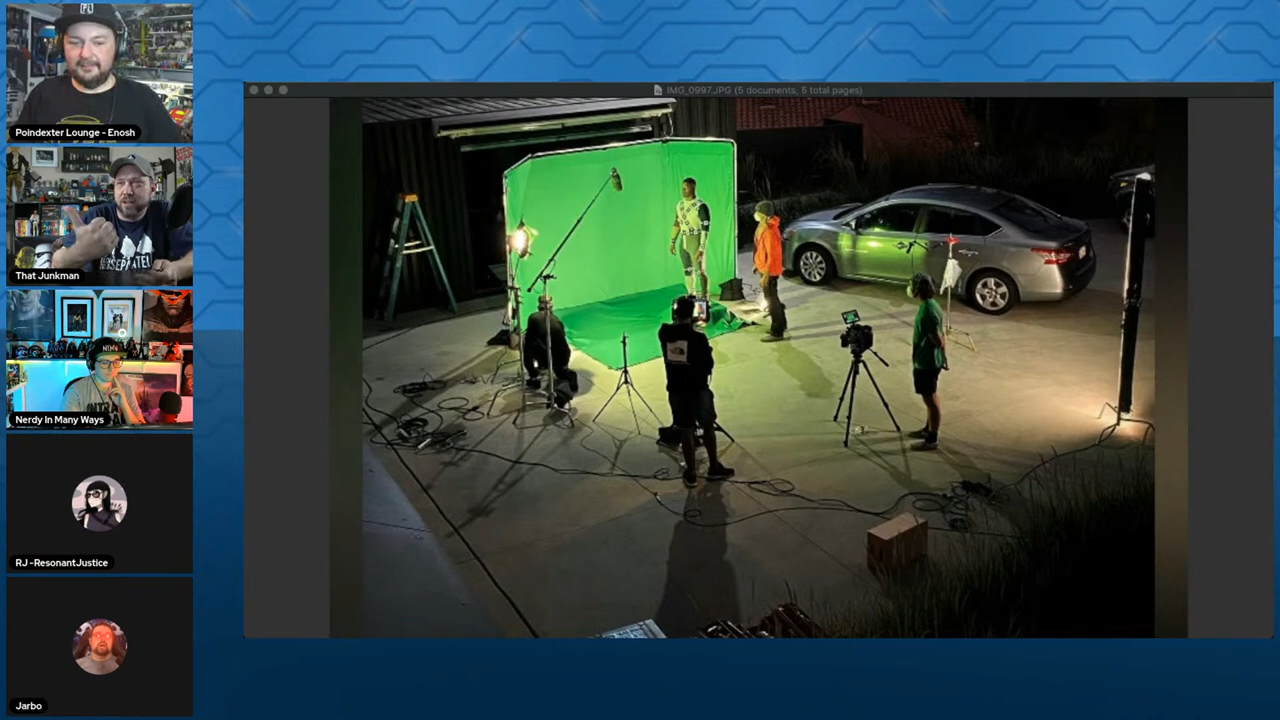 Poindexter Lounge - Enosh
That Junkman
Nerdy In Many Ways
RJ -ResonantJustice
Jarbo
IMG_0997.JPG (5 documents, 5 total pages)